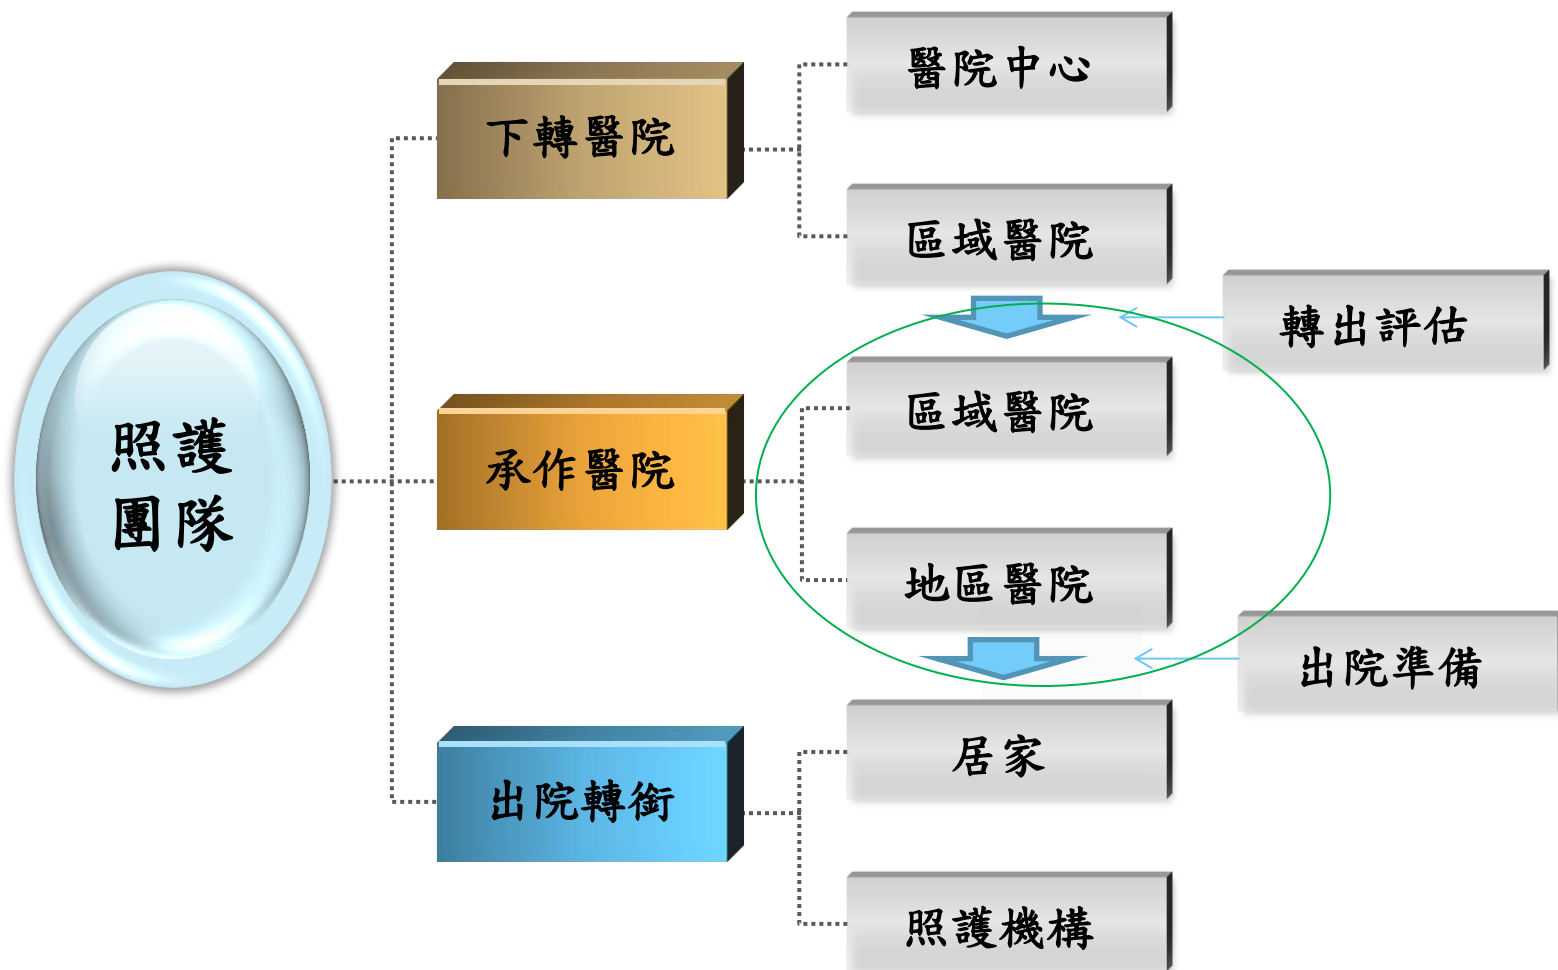 照護
團隊
下轉醫院
醫院中心
區域醫院
轉出評估
承作醫院
區域醫院
地區醫院
出院準備
出院轉銜
居家
照護機構